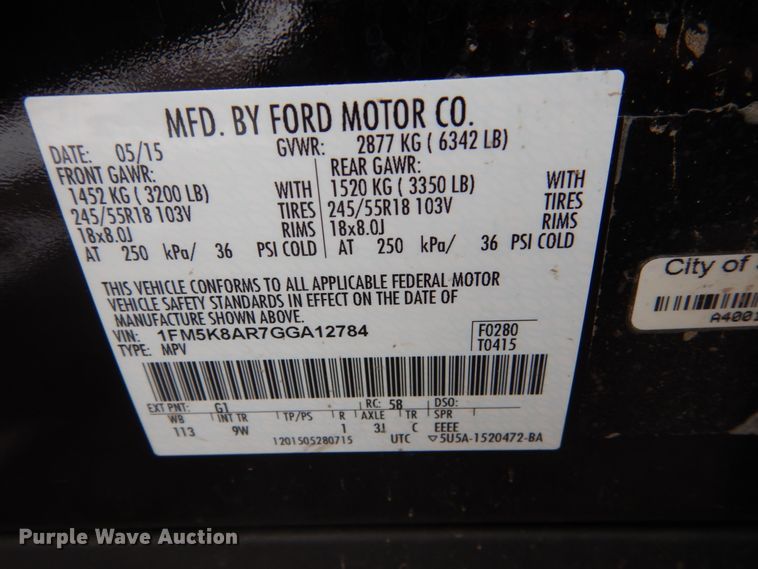 MFD. BY FORD MOTOR CO.
DATE: 05/15 GVWR: 2877 KG ( 6342 LB)
FRONT GAWR: REAR GAWR:
1452 KG ( 3200 LB) WITH 1520 KG ( 3350 LB) WITH
245/55R18 103V TIRES 245/55R18 103V TIRES
18x8.0J RIMS 18x8.0J RIMS
AT 250 kPa/ 36 PSI COLD AT 250 kPa/ 36 PSI COLD
THIS VEHICLE CONFORMS TO ALL APPLICABLE FEDERAL MOTOR
VEHICLE SAFETY STANDARDS IN EFFECT ON THE DATE OF
MANUFACTURE SHOWN ABOVE.
VIN: 1FM5K8AR7GGA12784 F0280
TYPE: MPV T0415
EXT PNT: G1 RC: 58 DSO:
WB INT TR TP/PS R AXLE TR SPR
113 9W 1 3J C EEEE
1201505280715 UTC ▽5U5A-1520472-BA
City of
A4001
Purple Wave Auction